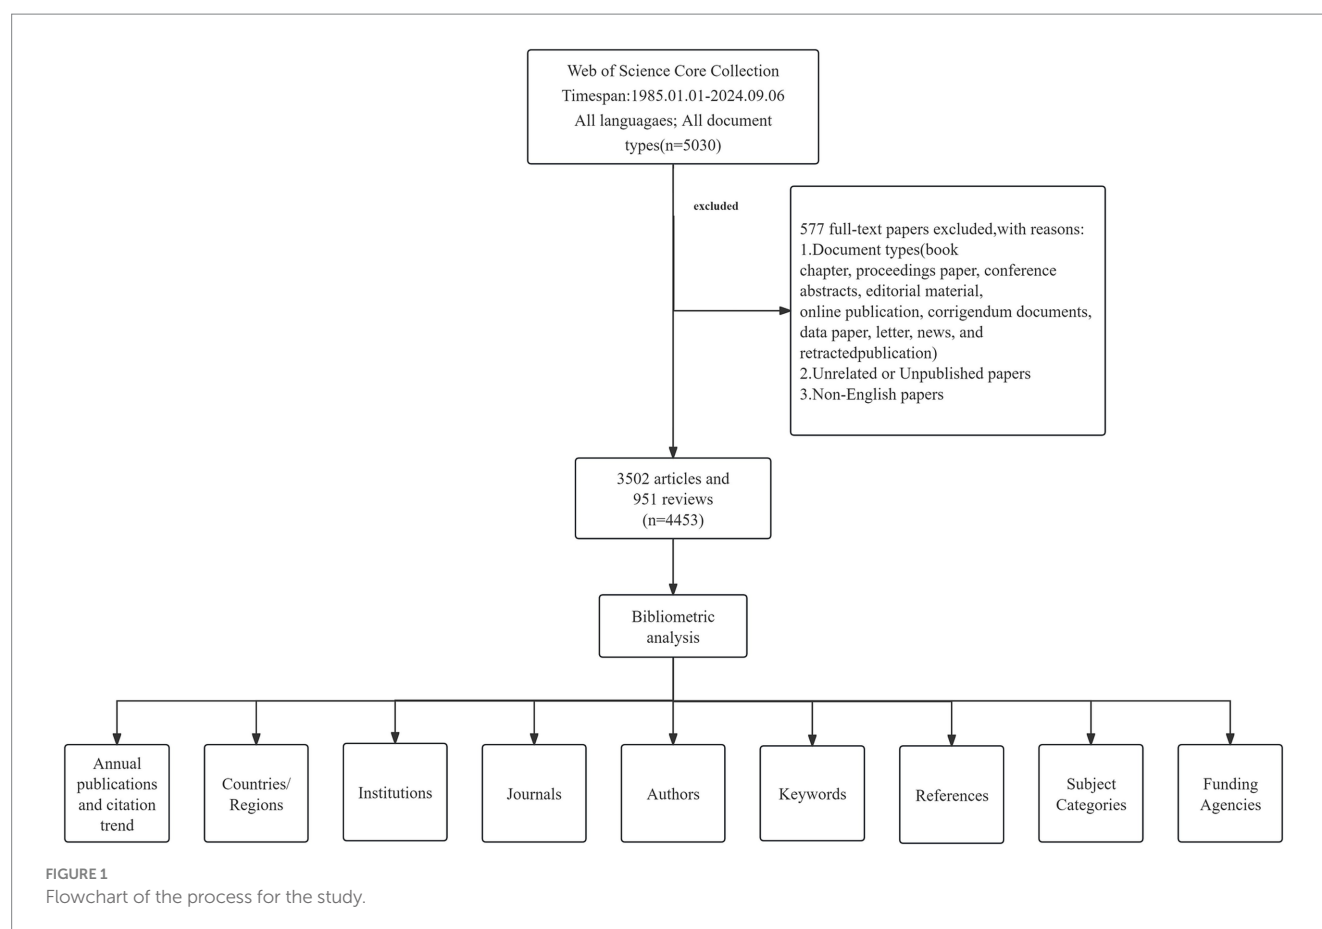 Web of Science Core Collection
Timespan:1985.01.01-2024.09.06
All languagaes; All document
types(n=5030)
excluded
577 full-text papers excluded,with reasons:
1.Document types(book
chapter, proceedings paper, conference
abstracts, editorial material,
online publication, corrigendum documents,
data paper, letter, news, and
retractedpublication)
2.Unrelated or Unpublished papers
3.Non-English papers
3502 articles and
951 reviews
(n=4453)
Bibliometric
analysis
Annual
publications
and citation
trend
Countries/
Regions
Institutions
Journals
Authors
Keywords
References
Subject
Categories
Funding
Agencies
FIGURE 1
Flowchart of the process for the study.